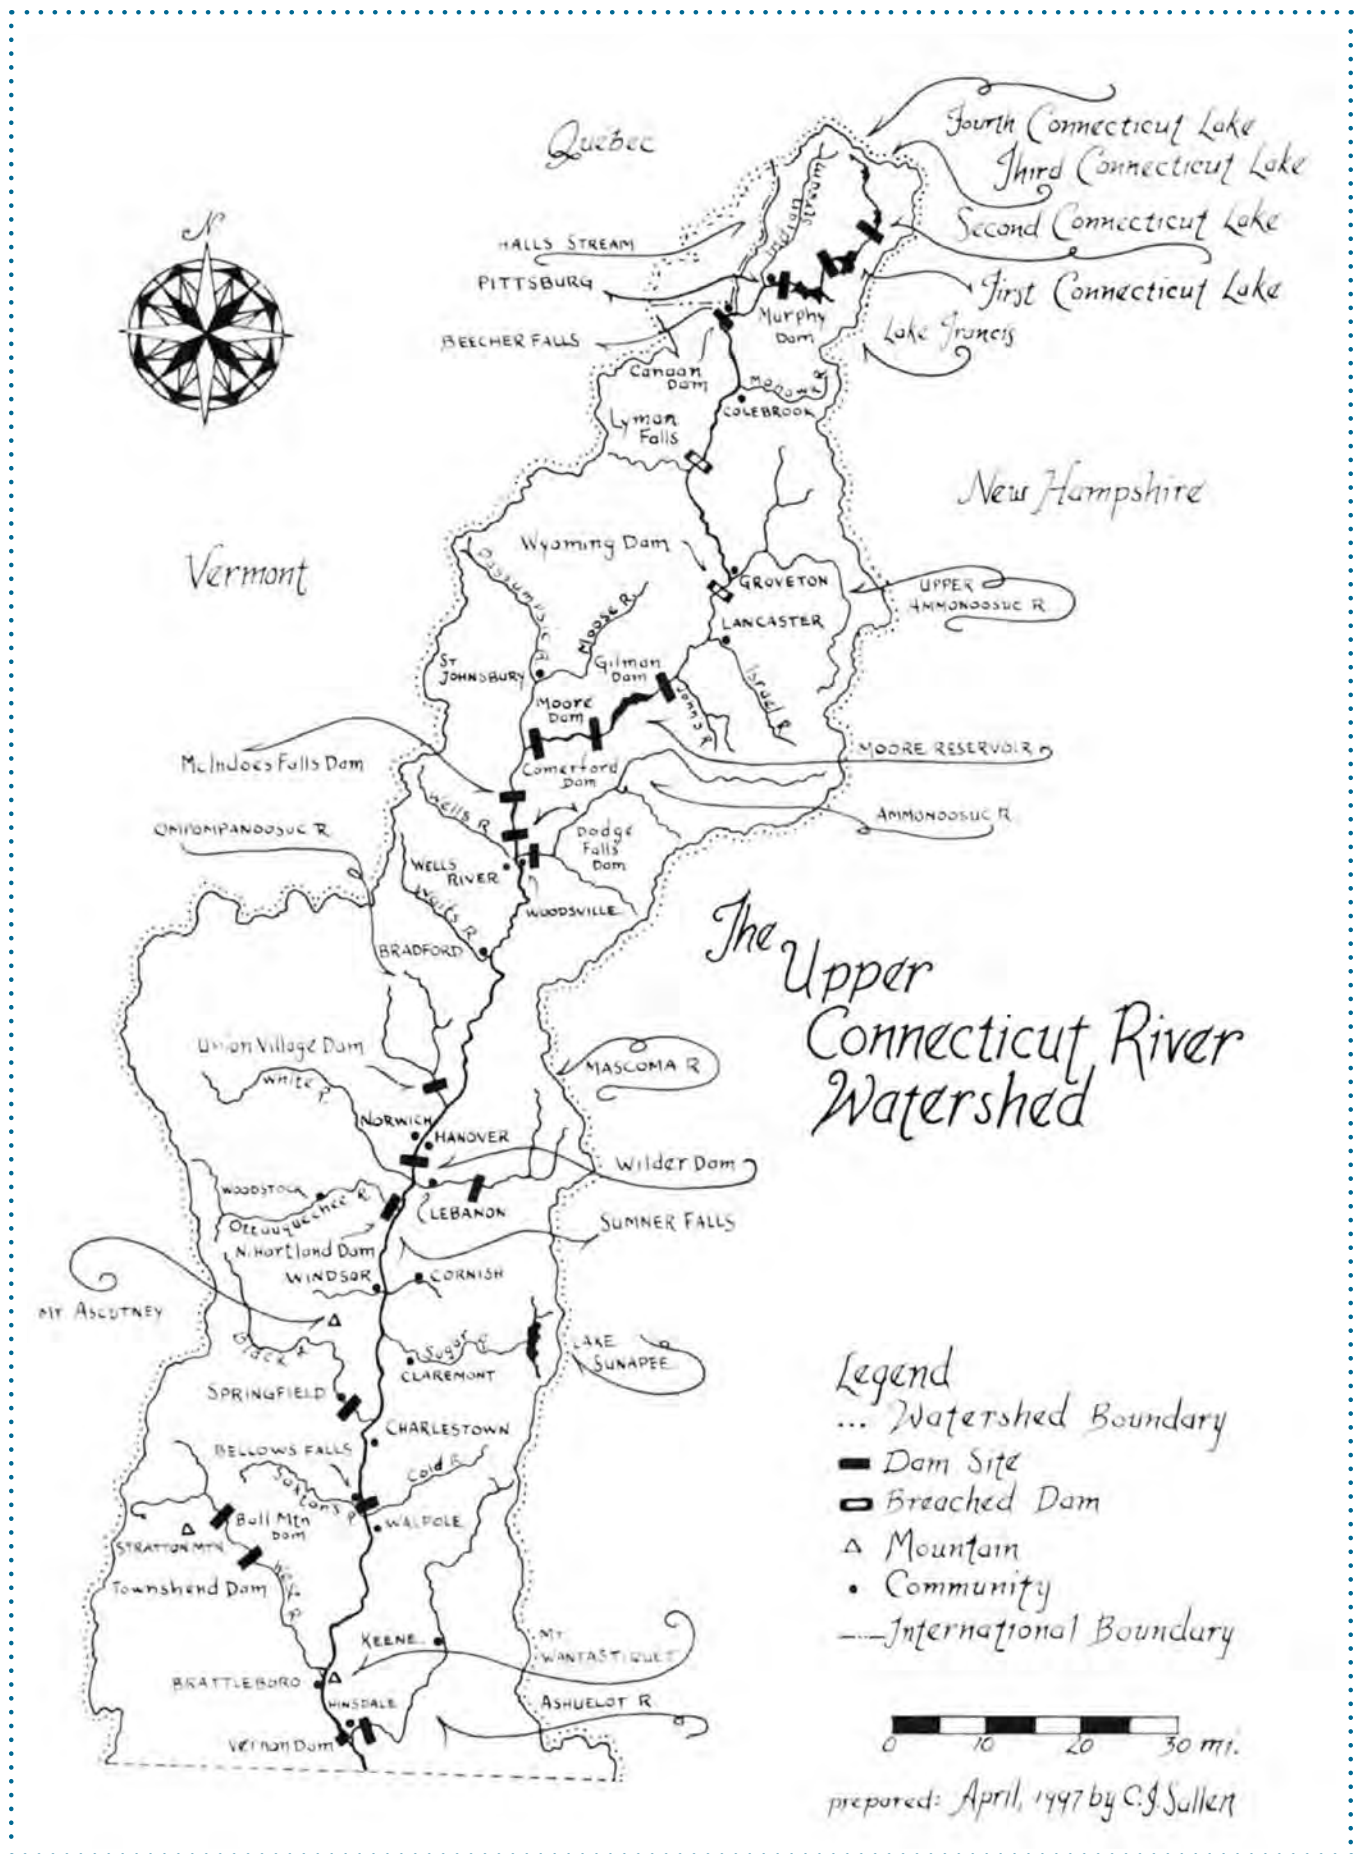 Fourth Connecticut Lake
Quebec
Third Connecticut Lake
N
Indian
Stream
Second Connecticut Lake
HALLS STREAM
PITTSBURG
First Connecticut Lake
Murphy
Dam
Lake Francis
BEECHER FALLS
Canaan
Dam
Mohawk R
COLEBROOK
Lyman
Falls
New Hampshire
Wyoming Dam
Vermont
Passumpsic R
GROVETON
UPPER
AMMONOOSUC R
Moose R.
LANCASTER
ST
JOHNSBURY
Gilman
Dam
Israel R
Johns R
Moore
Dam
MOORE RESERVOIR
McIndoes Falls Dam
Comerford
Dam
Wells R
AMMONOOSUC R
OMPOMPANOOSUC R
Dodge
Falls
Dam
WELLS
RIVER
WOODSVILLE
Waits R
BRADFORD
The
Upper
Connecticut River
Watershed
Union Village Dam
MASCOMA R
White R
NORWICH
HANOVER
Wilder Dam
WOODSTOCK
Ottauquechee R
LEBANON
SUMNER FALLS
N. Hartland Dam
WINDSOR
CORNISH
MT ASCUTNEY
Black R
Sugar R
LAKE
SUNAPEE
CLAREMONT
SPRINGFIELD
CHARLESTOWN
BELLOWS FALLS
Cold R
Saxtons R
WALPOLE
Ball Mtn
Dam
STRATTON MTN
Townshend Dam
West R
KEENE
MT
WANTASTIQUET
BRATTLEBORO
HINSDALE
ASHUELOT R
Vernon Dam
Legend
... Watershed Boundary
Dam Site
Breached Dam
Mountain
Community
International Boundary
0 10 20 30 mi.
prepared: April, 1997 by C.J. Sullen